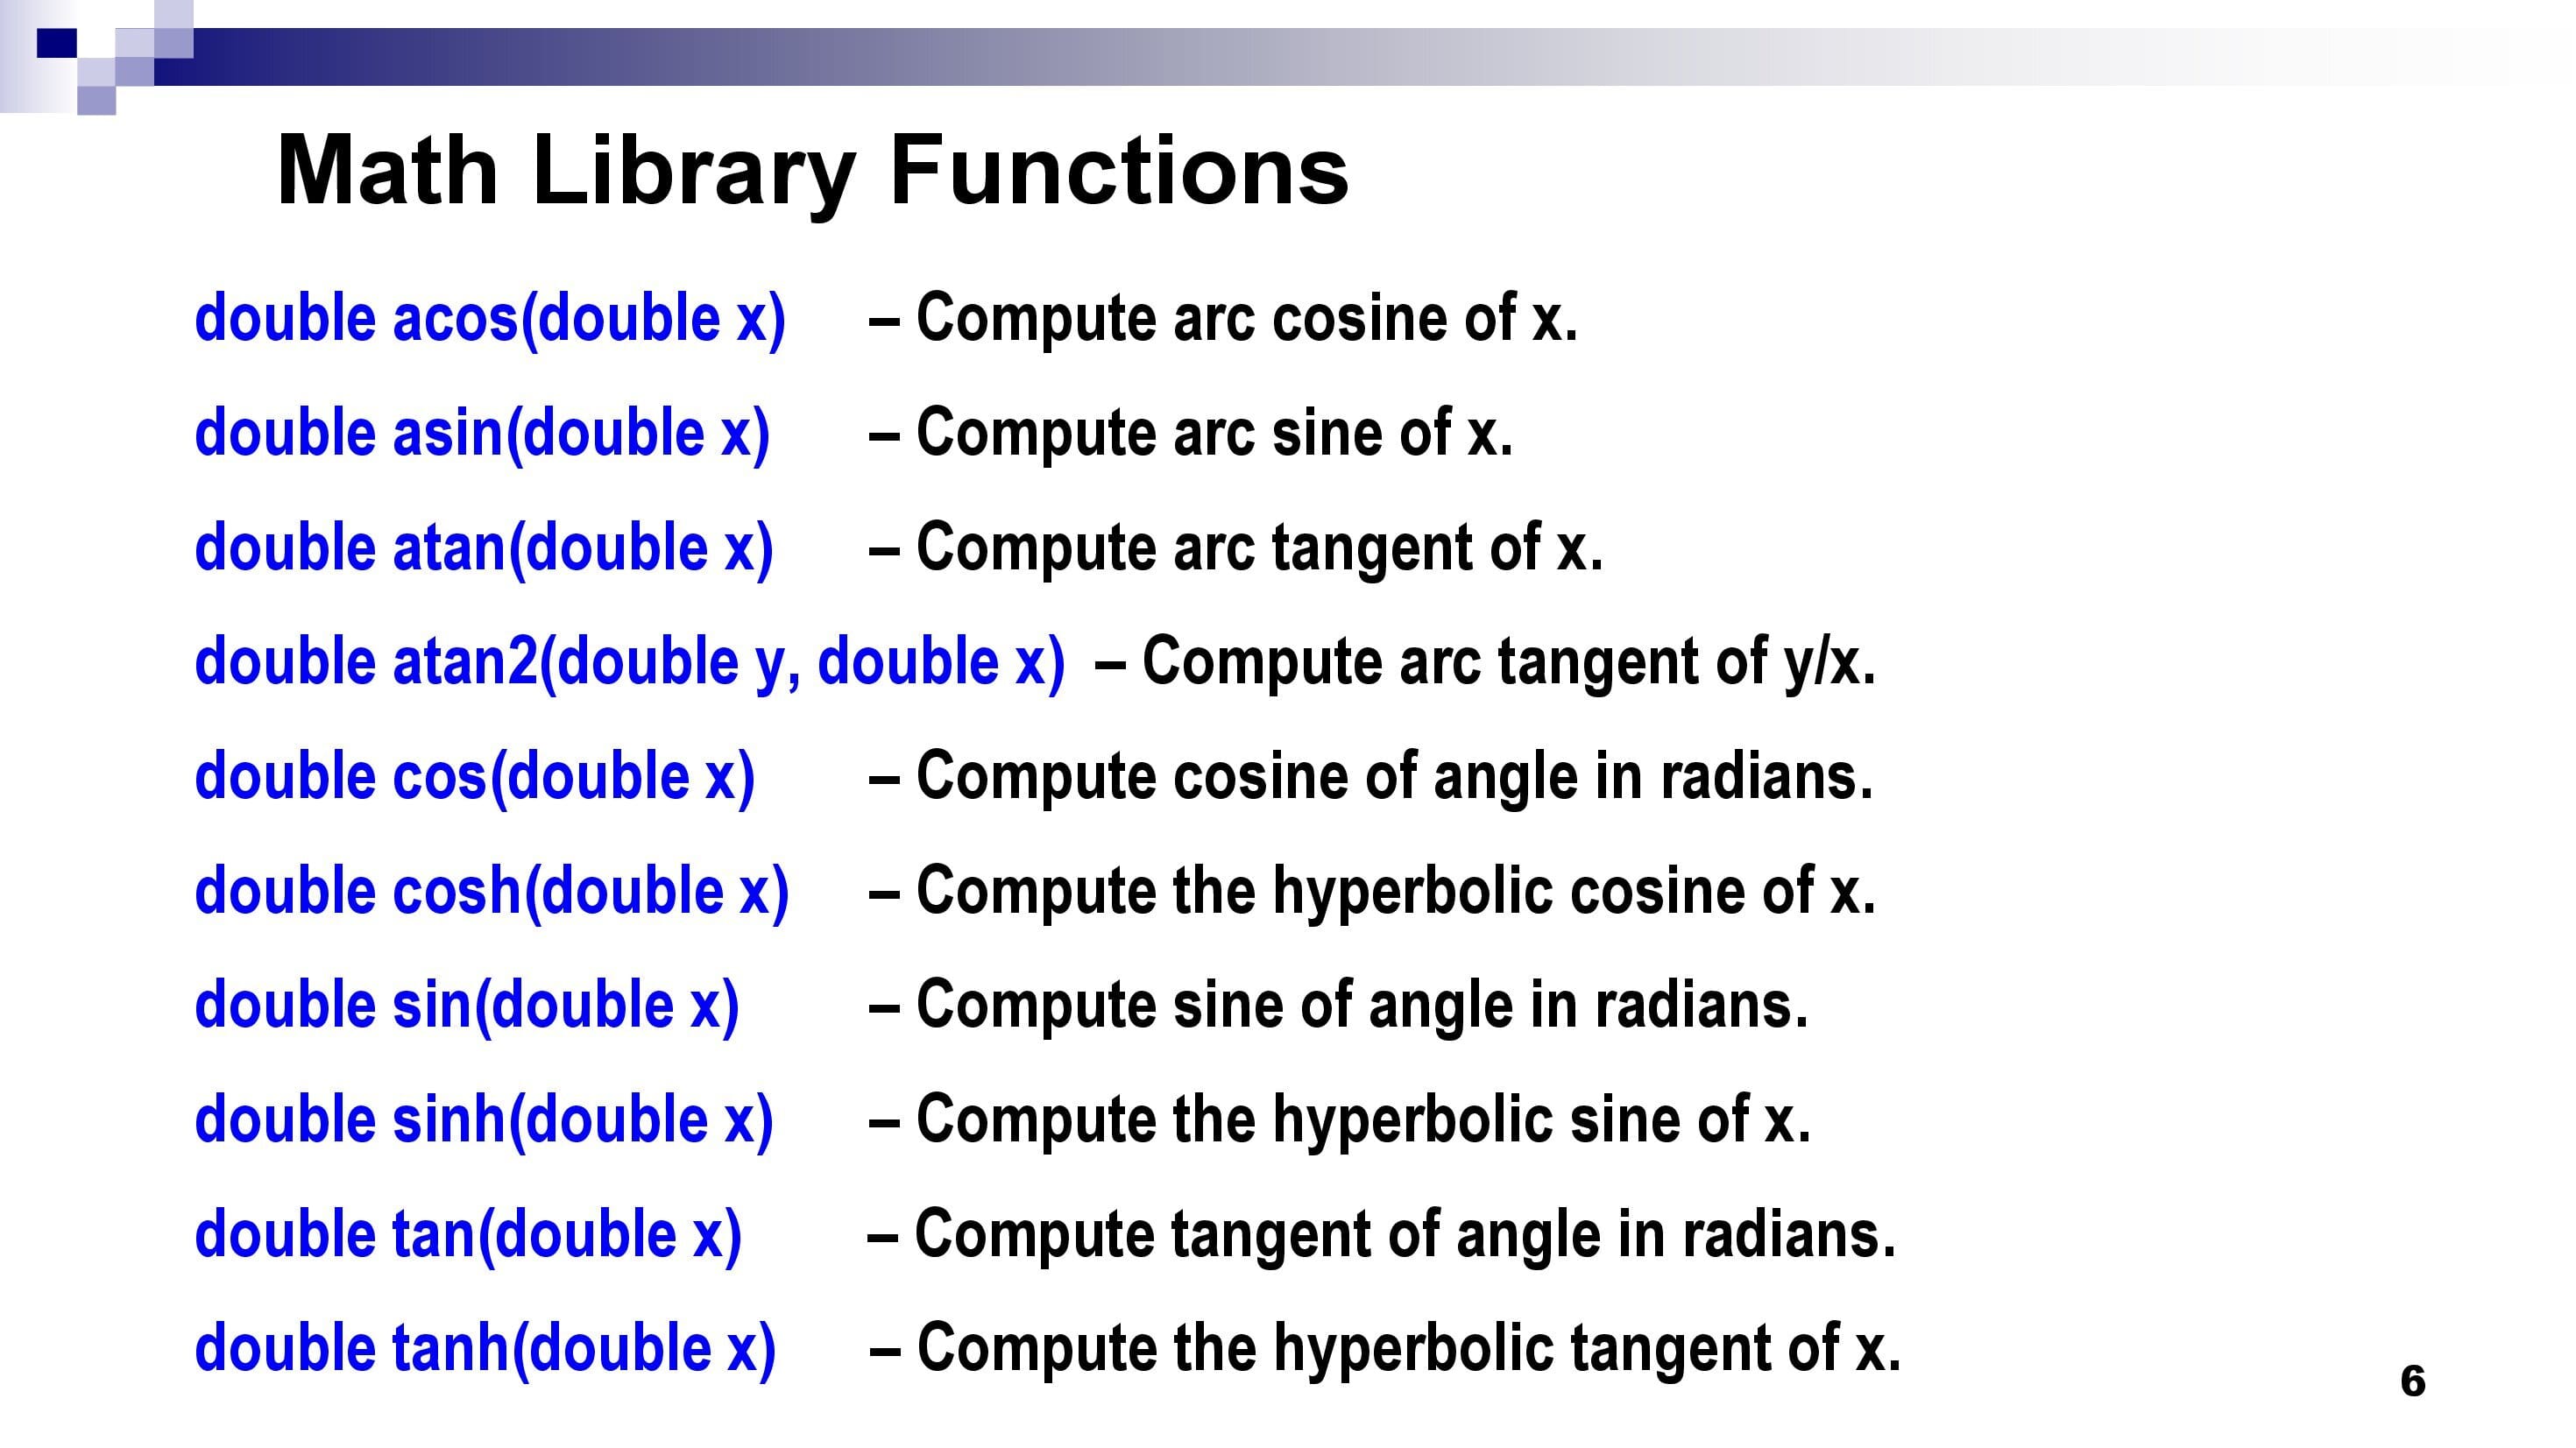 Math Library Functions
double acos(double x) – Compute arc cosine of x.
double asin(double x) – Compute arc sine of x.
double atan(double x) – Compute arc tangent of x.
double atan2(double y, double x) – Compute arc tangent of y/x.
double cos(double x) – Compute cosine of angle in radians.
double cosh(double x) – Compute the hyperbolic cosine of x.
double sin(double x) – Compute sine of angle in radians.
double sinh(double x) – Compute the hyperbolic sine of x.
double tan(double x) – Compute tangent of angle in radians.
double tanh(double x) – Compute the hyperbolic tangent of x.
6